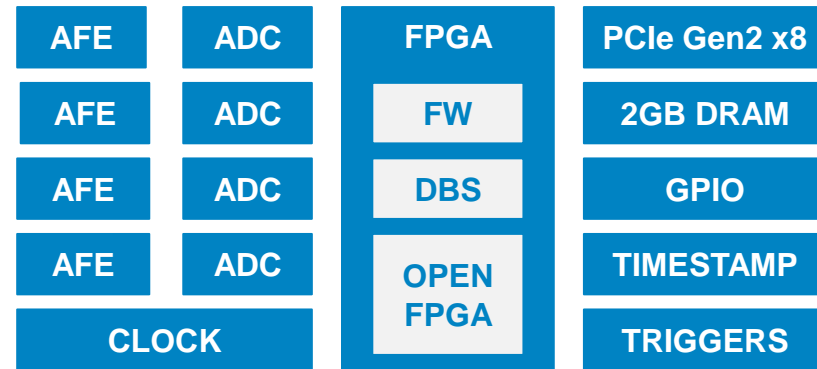 AFE
ADC
FPGA
PCIe Gen2 x8
AFE
ADC
FW
2GB DRAM
AFE
ADC
DBS
GPIO
AFE
ADC
OPEN
FPGA
TIMESTAMP
CLOCK
TRIGGERS